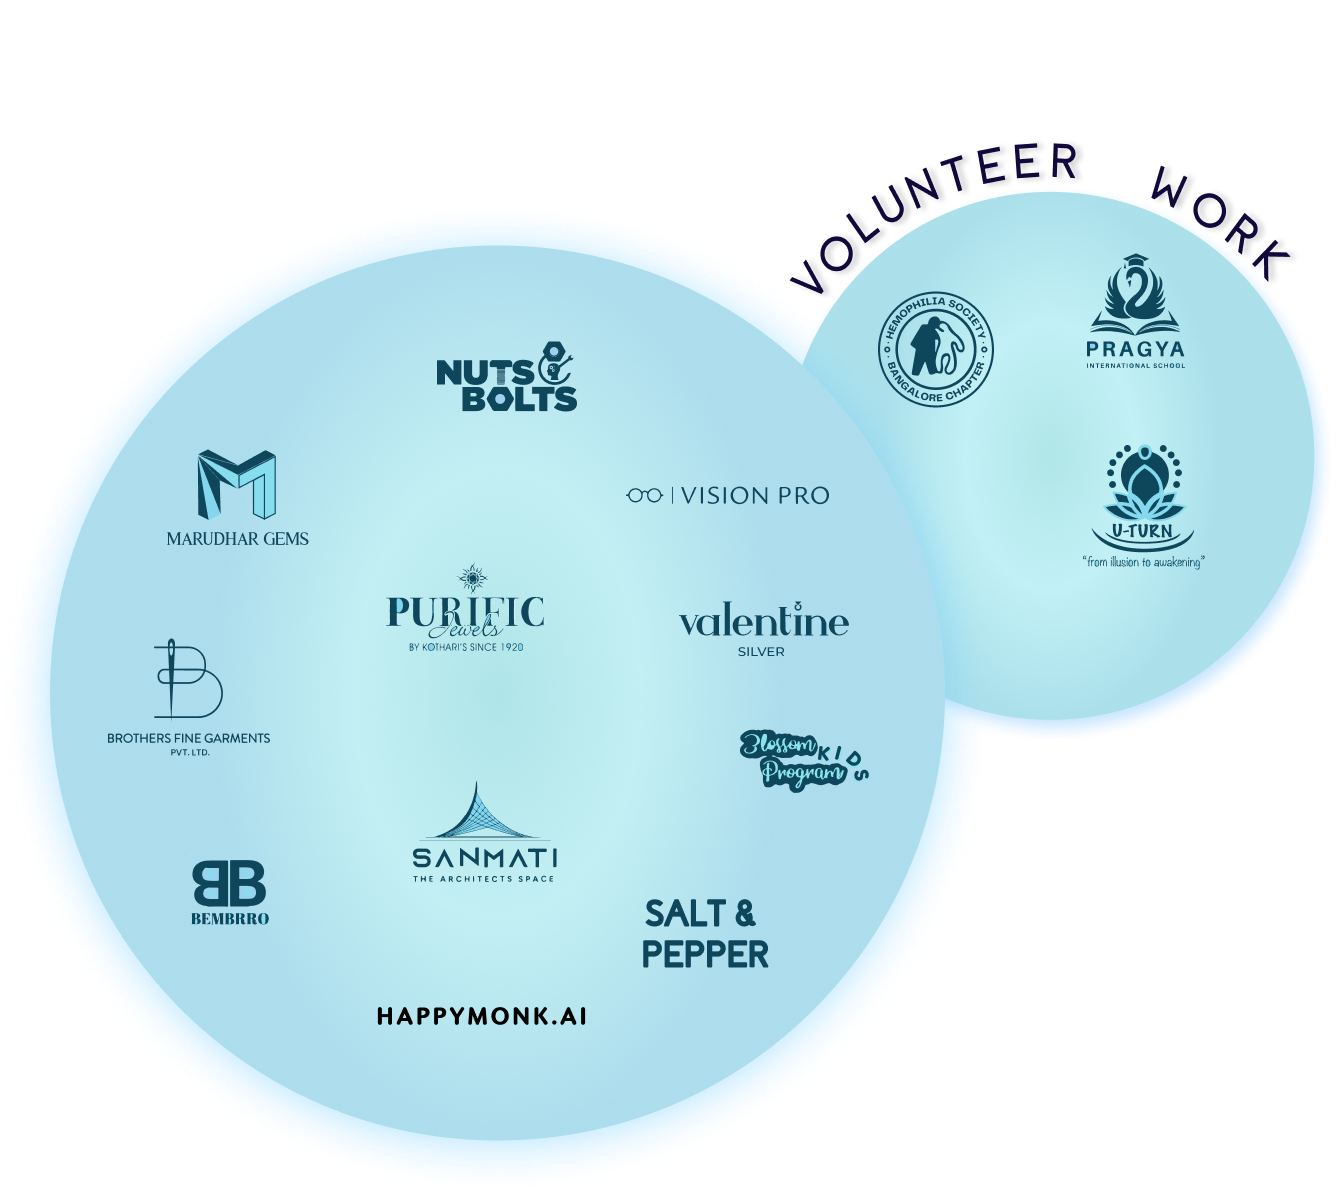 VOLUNTEER WORK
HEMOPHILIA SOCIETY
BANGALORE CHAPTER
PRAGYA
INTERNATIONAL SCHOOL
U-TURN
"from illusion to awakening"
NUTS &
BOLTS
MARUDHAR GEMS
VISION PRO
PURIFIC
Jewels
BY KOTHARI'S SINCE 1920
valentine
SILVER
BROTHERS FINE GARMENTS
PVT. LTD.
Blossom KIDS
Program
SANMATI
THE ARCHITECTS SPACE
BB
BEMBRRO
SALT &
PEPPER
HAPPYMONK.AI